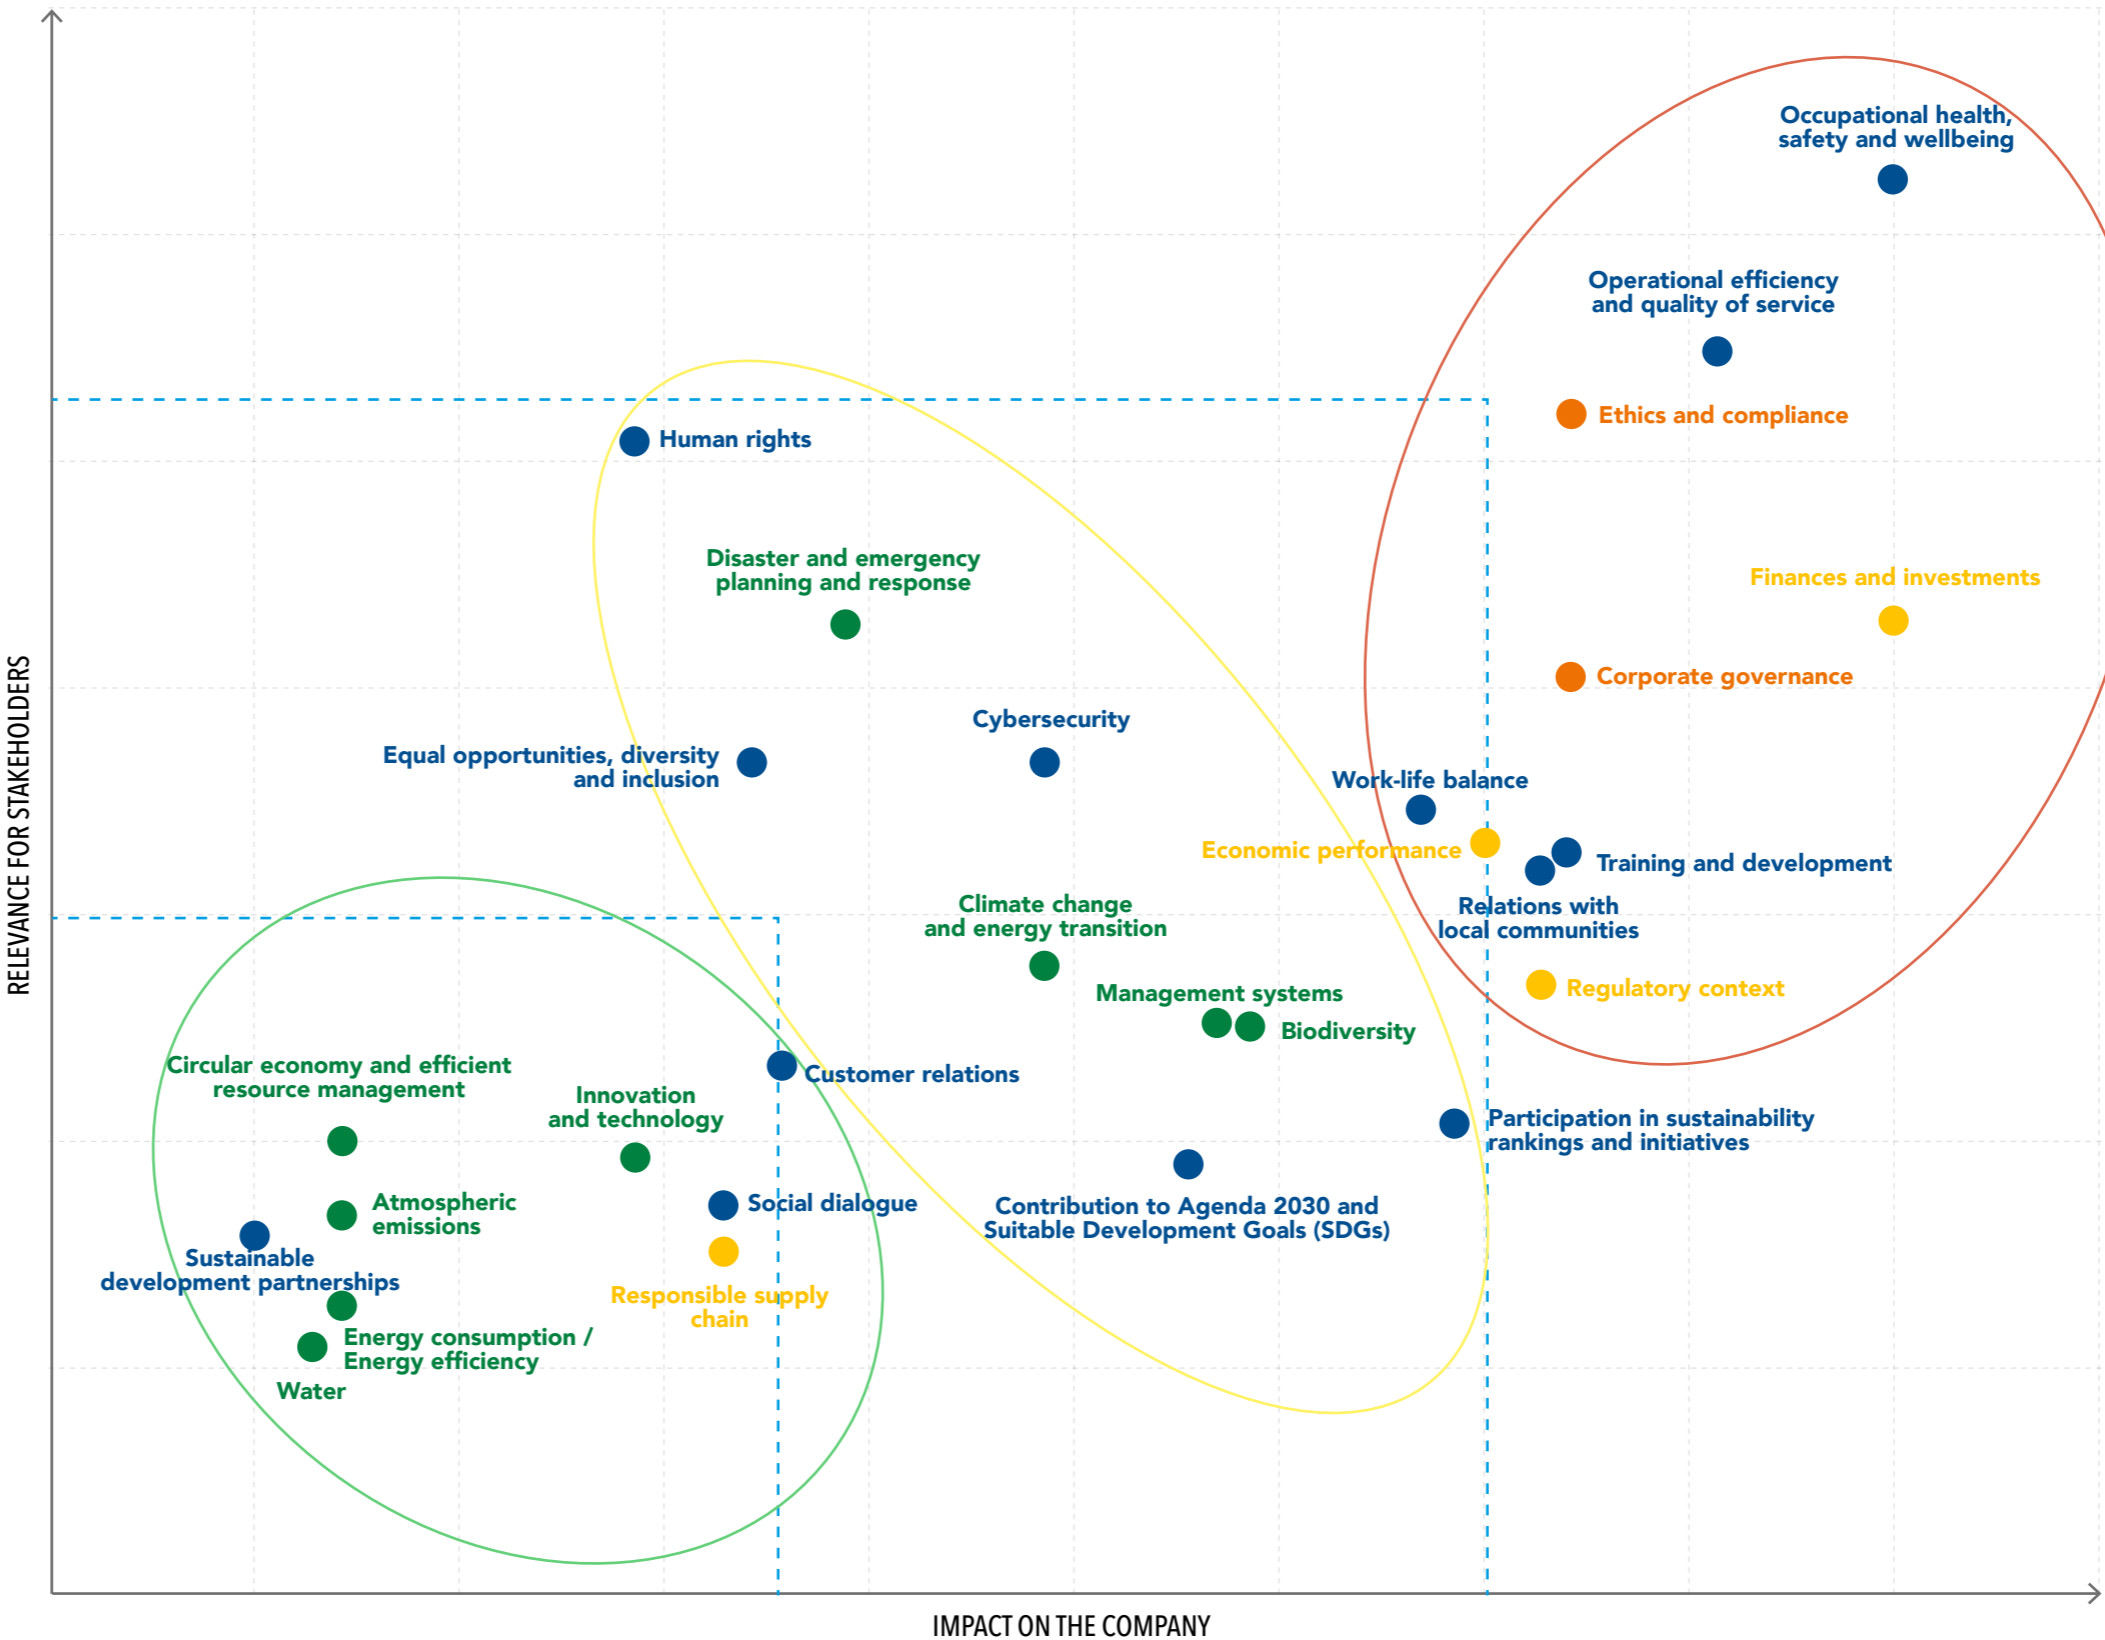 Occupational health,
safety and wellbeing
Operational efficiency
and quality of service
Ethics and compliance
Human rights
Disaster and emergency
planning and response
Finances and investments
Corporate governance
Cybersecurity
Equal opportunities, diversity
and inclusion
Work-life balance
Economic performance
Training and development
Relations with
local communities
Climate change
and energy transition
Management systems
Regulatory context
Biodiversity
Circular economy and efficient
resource management
Customer relations
Innovation
and technology
Participation in sustainability
rankings and initiatives
Atmospheric
emissions
Social dialogue
Contribution to Agenda 2030 and
Suitable Development Goals (SDGs)
Sustainable
development partnerships
Responsible supply
chain
Energy consumption /
Energy efficiency
Water
RELEVANCE FOR STAKEHOLDERS
IMPACT ON THE COMPANY